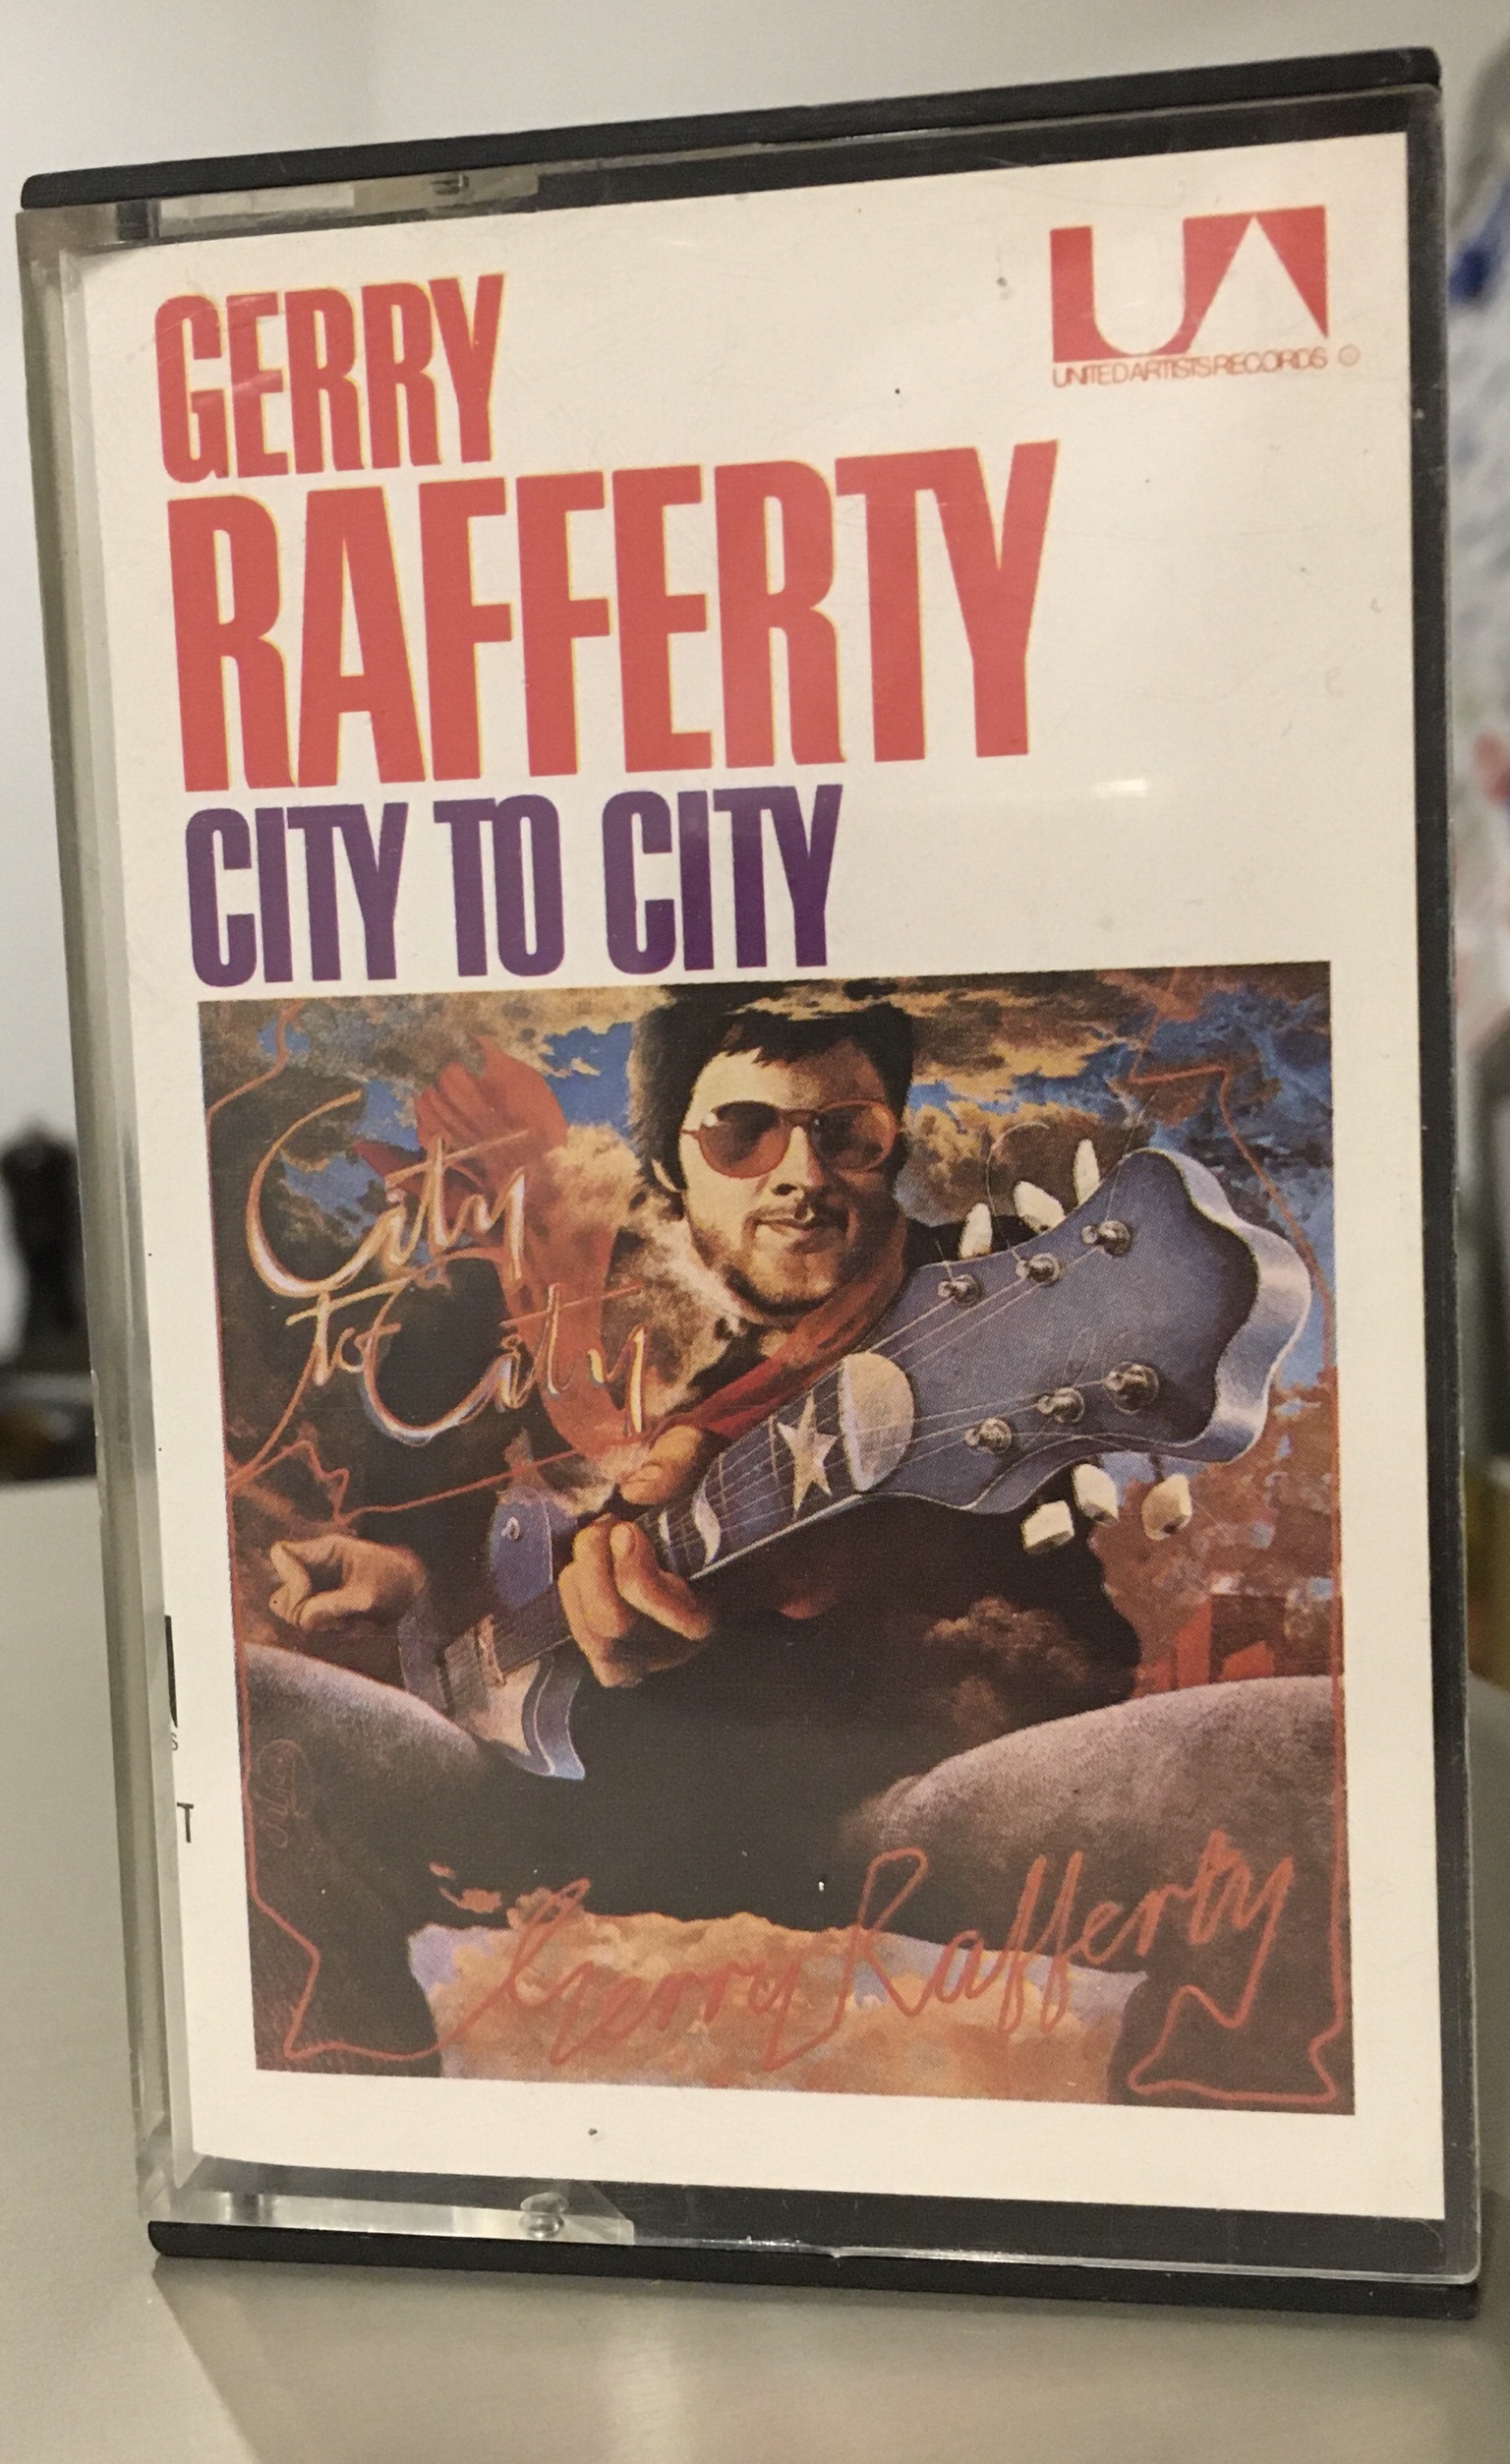 GERRY
UA
UNITED ARTISTS RECORDS ®
RAFFERTY
CITY TO CITY
City
to City
S
T
Gerry Rafferty